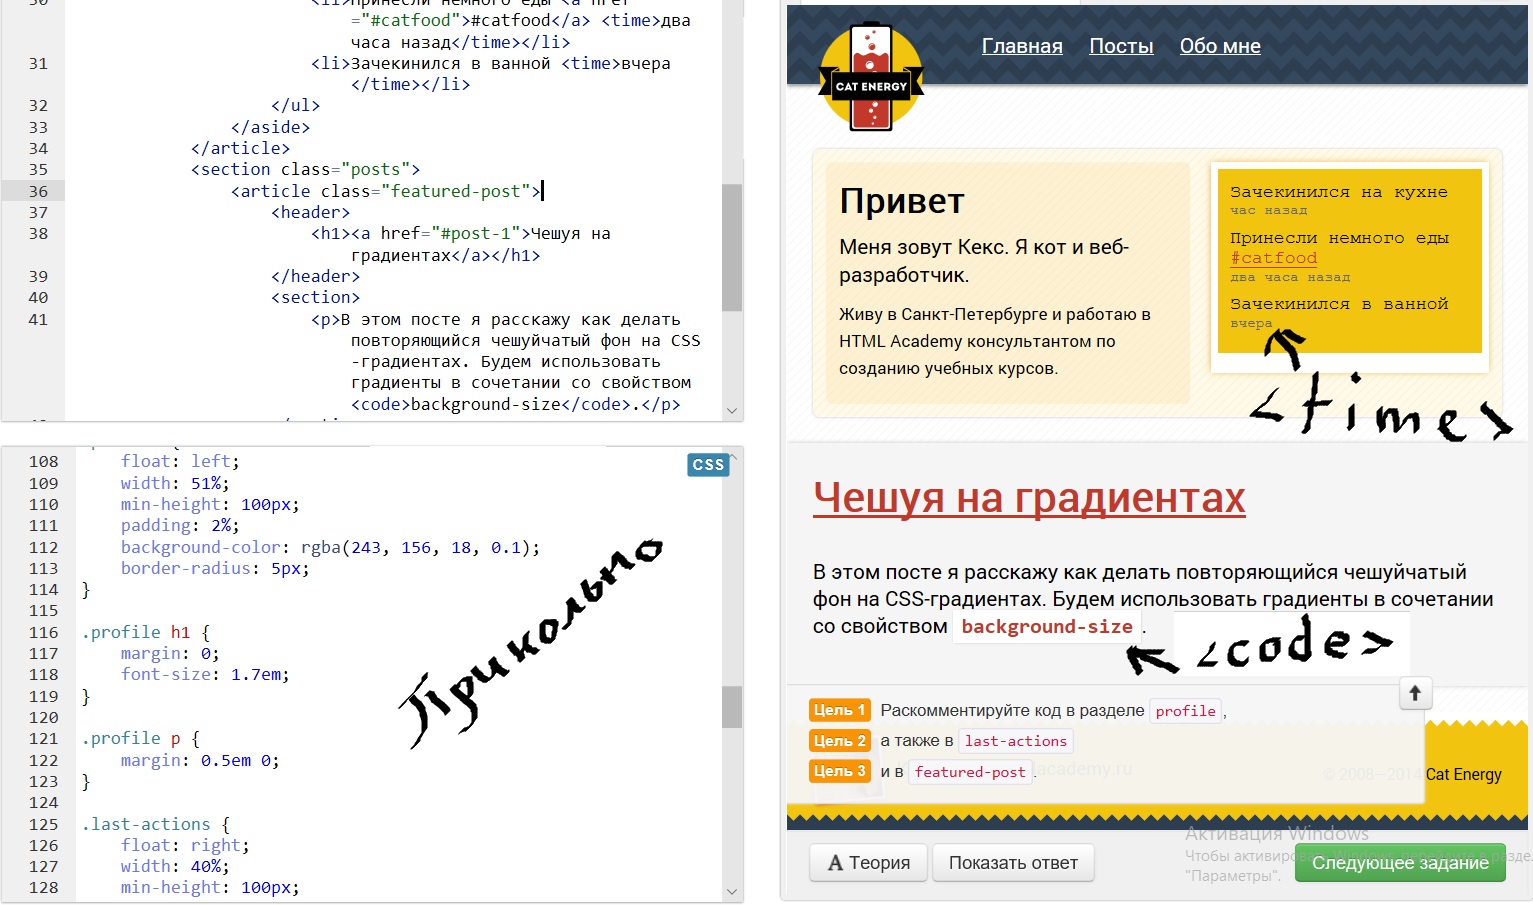 30 <li>Принесли немного еды <a href
="#catfood">#catfood</a> <time>два
часа назад</time></li>
31 <li>Зачекинился в ванной <time>вчера
</time></li>
32 </ul>
33 </aside>
34 </article>
35 <section class="posts">
36 <article class="featured-post">
37 <header>
38 <h1><a href="#post-1">Чешуя на
градиентах</a></h1>
39 </header>
40 <section>
41 <p>В этом посте я расскажу как делать
повторяющийся чешуйчатый фон на CSS
-градиентах. Будем использовать
градиенты в сочетании со свойством
<code>background-size</code>.</p>
CSS
108 float: left;
109 width: 51%;
110 min-height: 100px;
111 padding: 2%;
112 background-color: rgba(243, 156, 18, 0.1);
113 border-radius: 5px;
114 }
115
116 .profile h1 {
117 margin: 0;
118 font-size: 1.7em;
119 }
120
121 .profile p {
122 margin: 0.5em 0;
123 }
124
125 .last-actions {
126 float: right;
127 width: 40%;
128 min-height: 100px;
Прикольно
CAT ENERGY
Главная Посты Обо мне
Привет
Меня зовут Кекс. Я кот и веб-
разработчик.
Живу в Санкт-Петербурге и работаю в
HTML Academy консультантом по
созданию учебных курсов.
Зачекинился на кухне
час назад
Принесли немного еды
#catfood
два часа назад
Зачекинился в ванной
вчера
<time>
Чешуя на градиентах
В этом посте я расскажу как делать повторяющийся чешуйчатый
фон на CSS-градиентах. Будем использовать градиенты в сочетании
со свойством background-size.
<code>
Цель 1 Раскомментируйте код в разделе profile,
Цель 2 а также в last-actions
Цель 3 и в featured-post.
academy.ru
© 2008—2014 Cat Energy
Активация Windows
Чтобы активировать Windows, перейдите в раздел
"Параметры".
Теория Показать ответ Следующее задание